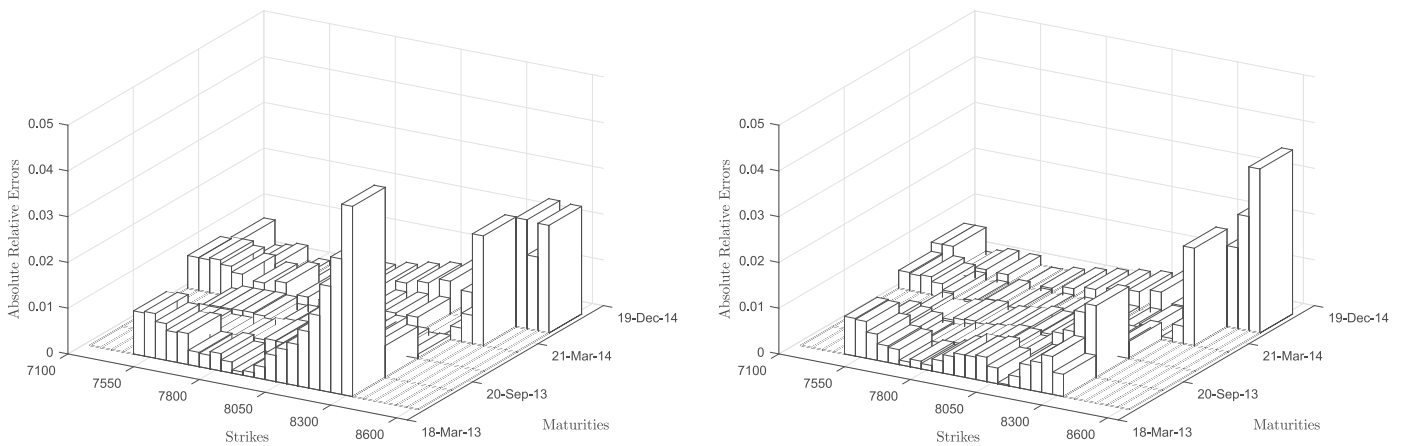 0.05
0.04
0.03
0.02
0.01
0
Absolute Relative Errors
7100
7550
7800
8050
8300
8600
Strikes
18-Mar-13
20-Sep-13
21-Mar-14
19-Dec-14
Maturities
0.05
0.04
0.03
0.02
0.01
0
Absolute Relative Errors
7100
7550
7800
8050
8300
8600
Strikes
18-Mar-13
20-Sep-13
21-Mar-14
19-Dec-14
Maturities